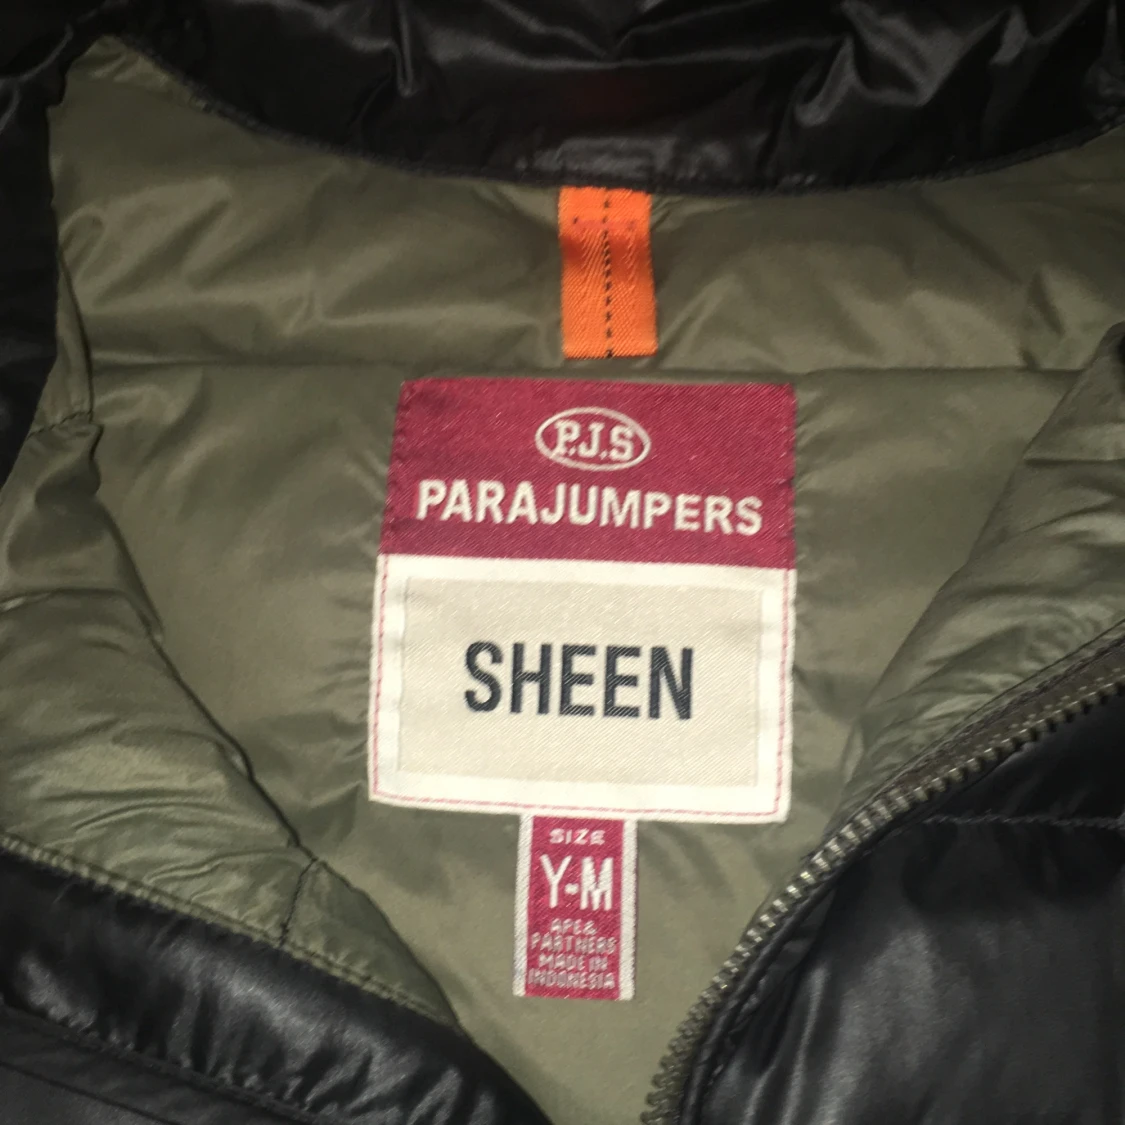 P.J.S
PARAJUMPERS
SHEEN
SIZE
Y-M
APE &
PARTNERS
MADE IN
INDONESIA